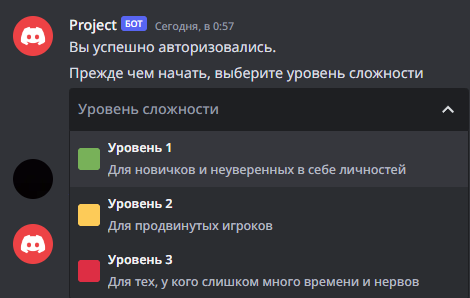 Project БОТ Сегодня, в 0:57
Вы успешно авторизовались.
Прежде чем начать, выберите уровень сложности
Уровень сложности
Уровень 1
Для новичков и неуверенных в себе личностей
Уровень 2
Для продвинутых игроков
Уровень 3
Для тех, у кого слишком много времени и нервов